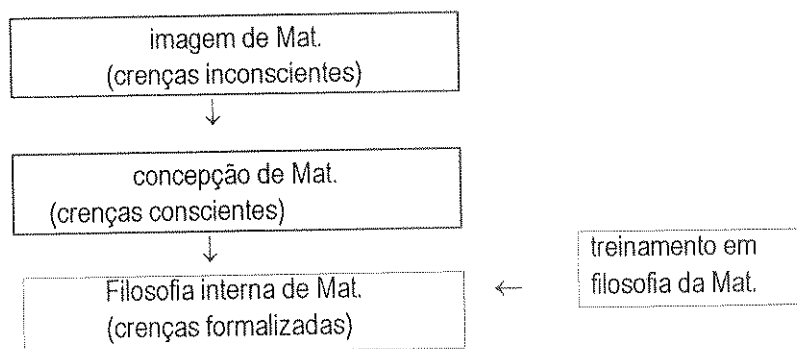 imagem de Mat.
(crenças inconscientes)
↓
concepção de Mat.
(crenças conscientes)
↓
Filosofia interna de Mat.
(crenças formalizadas)
←
treinamento em
filosofia da Mat.